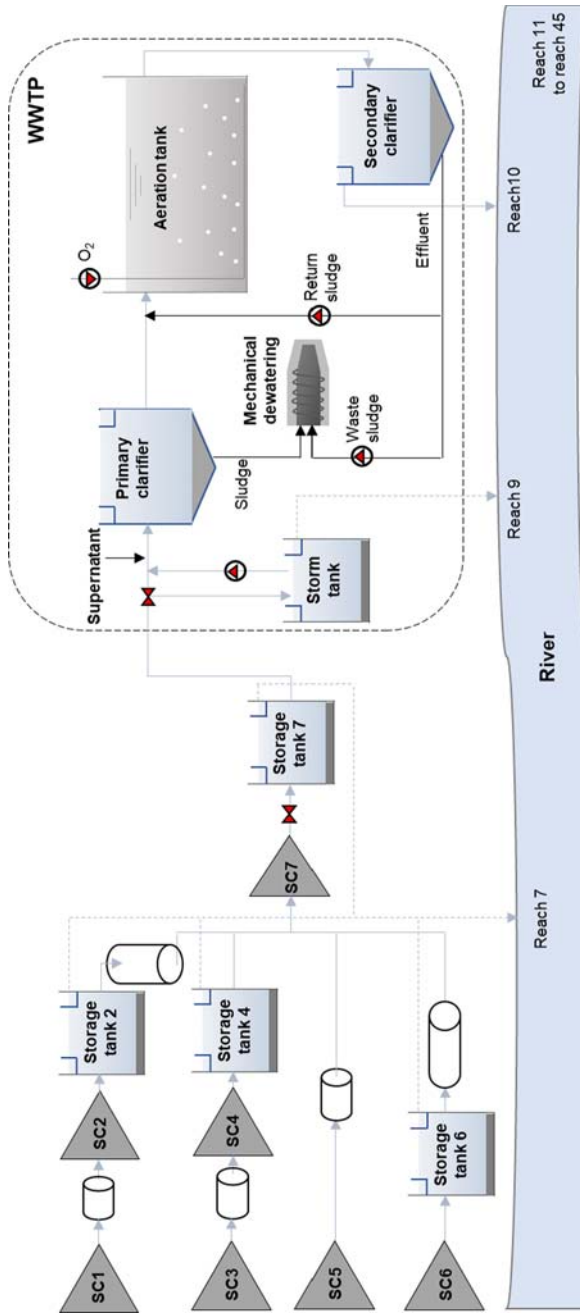 SC1
SC2
Storage
tank 2
SC3
SC4
Storage
tank 4
SC5
SC6
Storage
tank 6
SC7
Storage
tank 7
WWTP
Supernatant
Primary
clarifier
Sludge
Storm
tank
Mechanical
dewatering
Waste
sludge
Return
sludge
O2
Aeration tank
Secondary
clarifier
Effluent
Reach 7
Reach 9
Reach10
Reach 11
to reach 45
River